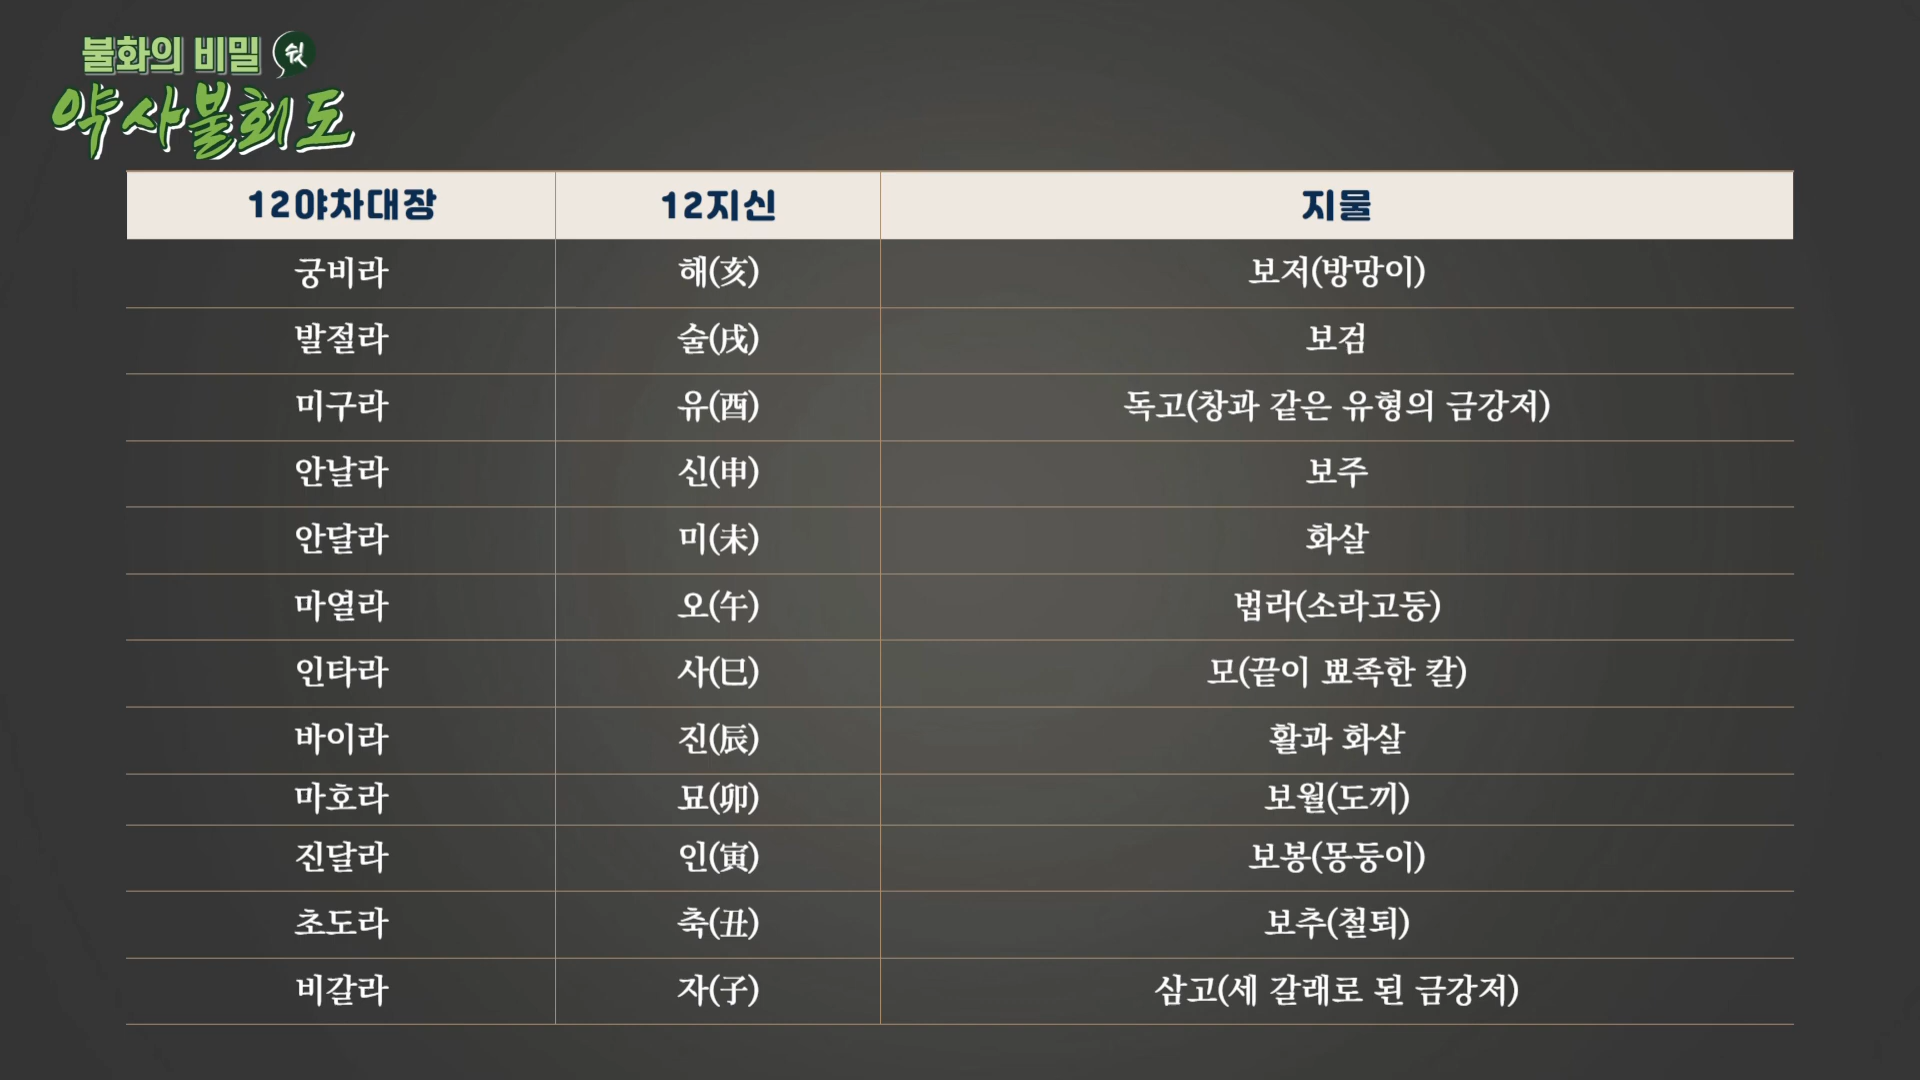 불화의 비밀 쉿
약사불회도
12야차대장 12지신 지물
궁비라 해(亥) 보저(방망이)
발절라 술(戌) 보검
미구라 유(酉) 독고(창과 같은 유형의 금강저)
안날라 신(申) 보주
안달라 미(未) 화살
마열라 오(午) 법라(소라고둥)
인타라 사(巳) 모(끝이 뾰족한 칼)
바이라 진(辰) 활과 화살
마호라 묘(卯) 보월(도끼)
진달라 인(寅) 보봉(몽둥이)
초도라 축(丑) 보추(철퇴)
비갈라 자(子) 삼고(세 갈래로 된 금강저)